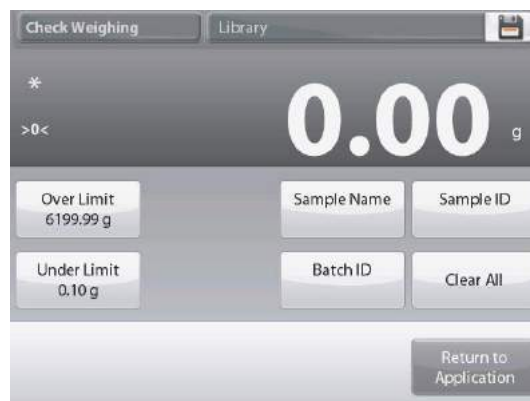 Check Weighing
Library
*
>0<
0.00 g
Over Limit
6199.99 g
Sample Name
Sample ID
Under Limit
0.10 g
Batch ID
Clear All
Return to
Application